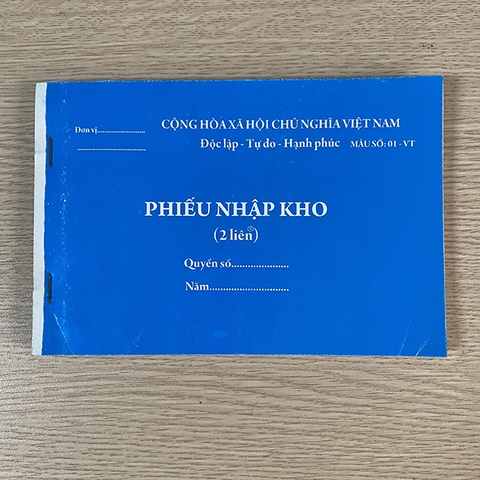 CỘNG HÒA XÃ HỘI CHỦ NGHĨA VIỆT NAM
Đơn vị.....................
Độc lập - Tự do - Hạnh phúc MẪU SỐ: 01 - VT
PHIẾU NHẬP KHO
(2 liên)
Quyển số.....................
Năm.............................